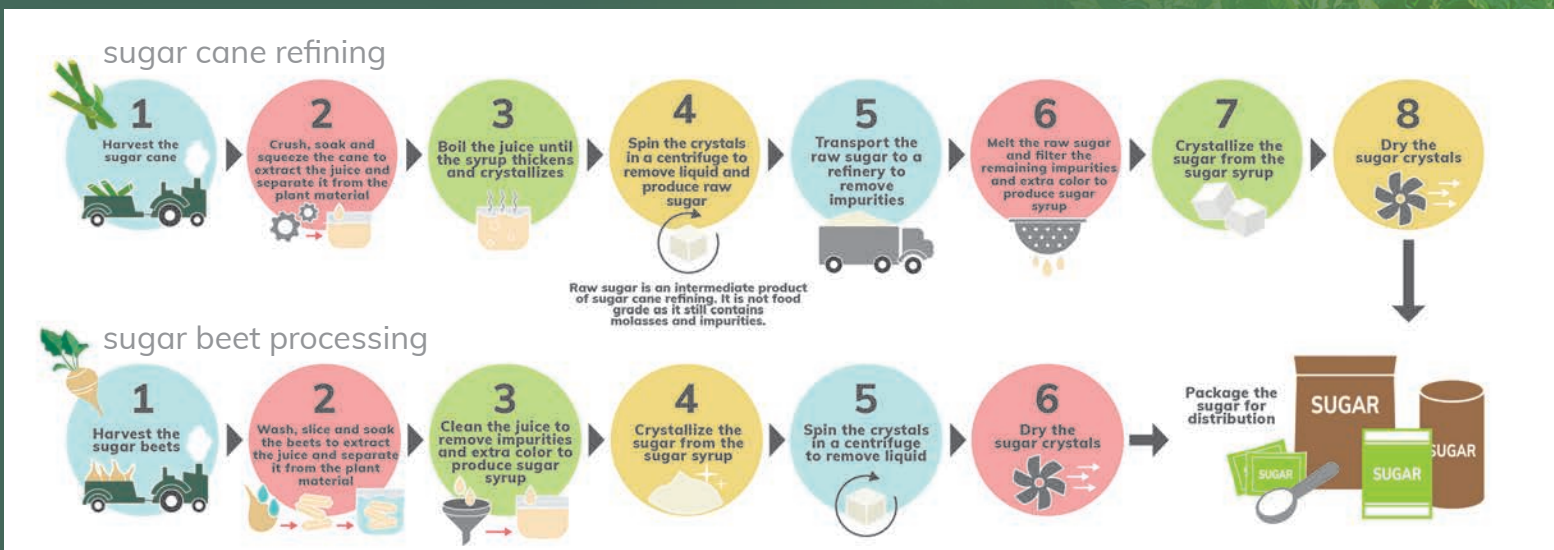 sugar cane refining
1
Harvest the
sugar cane
2
Crush, soak and
squeeze the cane to
extract the juice and
separate it from the
plant material
3
Boil the juice until
the syrup thickens
and crystallizes
4
Spin the crystals
in a centrifuge to
remove liquid and
produce raw
sugar
Raw sugar is an intermediate product
of sugar cane refining. It is not food
grade as it still contains
molasses and impurities.
5
Transport the
raw sugar to a
refinery to
remove
impurities
6
Melt the raw sugar
and filter the
remaining impurities
and extra color to
produce sugar
syrup
7
Crystallize the
sugar from the
sugar syrup
8
Dry the
sugar crystals
sugar beet processing
1
Harvest the
sugar beets
2
Wash, slice and soak
the beets to extract
the juice and separate
it from the plant
material
3
Clean the juice to
remove impurities
and extra color to
produce sugar
syrup
4
Crystallize the
sugar from the
sugar syrup
5
Spin the crystals
in a centrifuge
to remove liquid
6
Dry the
sugar crystals
Package the
sugar for
distribution
SUGAR
SUGAR
SUGAR
SUGAR